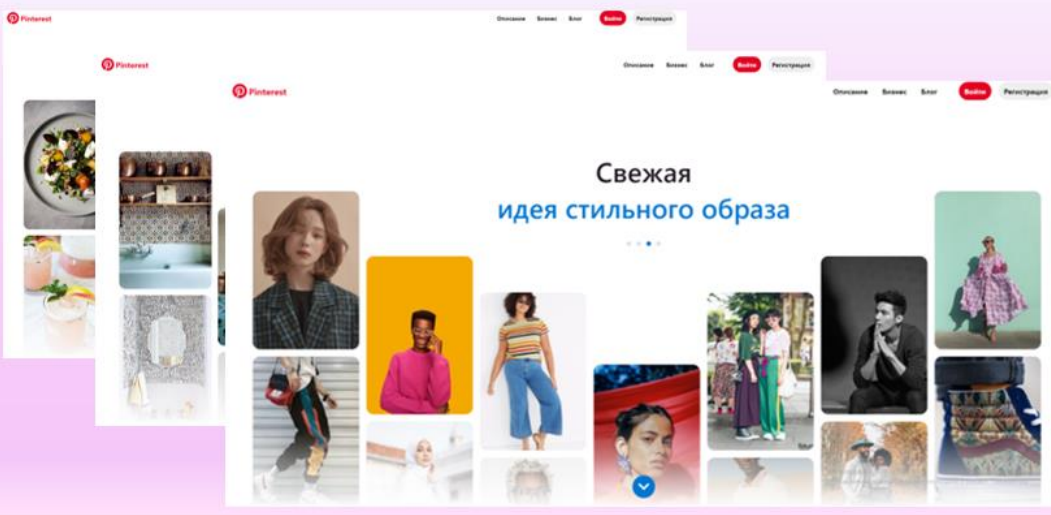 Pinterest
Описание Бизнес Блог Войти Регистрация
Pinterest
Описание Бизнес Блог Войти Регистрация
Pinterest
Описание Бизнес Блог Войти Регистрация
Свежая
идея стильного образа